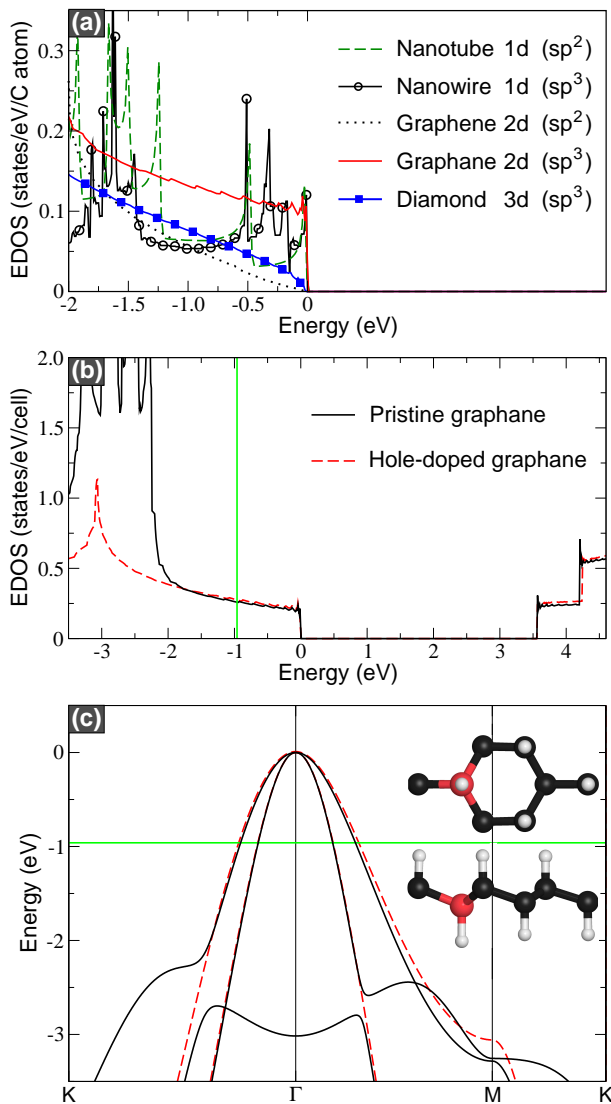 (a)
0.3
0.2
0.1
0
EDOS (states/eV/C atom)
Nanotube 1d (sp²)
Nanowire 1d (sp³)
Graphene 2d (sp²)
Graphane 2d (sp³)
Diamond 3d (sp³)
-2 -1.5 -1.0 -0.5 0
Energy (eV)
(b)
2.0
1.5
1.0
0.5
0
EDOS (states/eV/cell)
Pristine graphane
Hole-doped graphane
-3 -2 -1 0 1 2 3 4
Energy (eV)
(c)
0
-1
-2
-3
Energy (eV)
K Γ M K